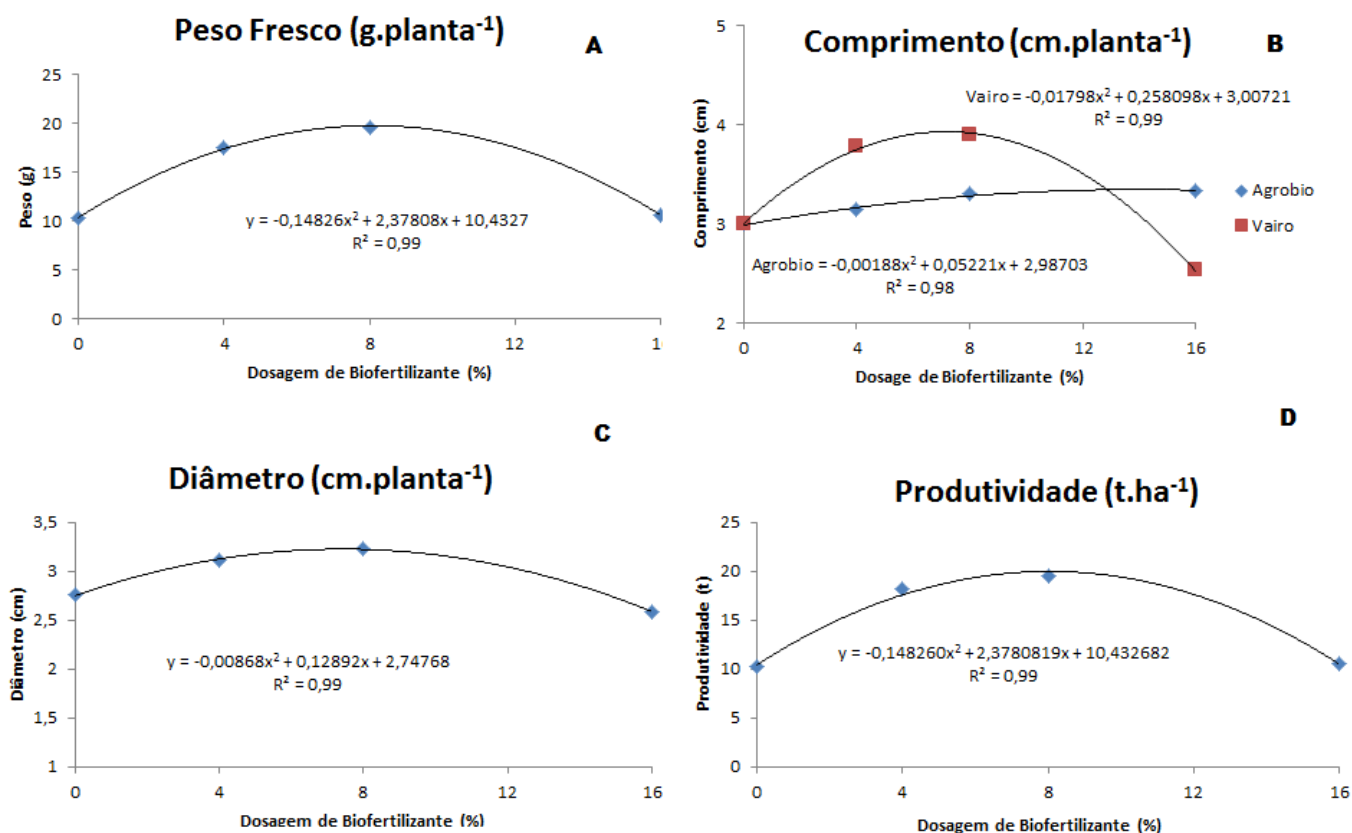 Peso Fresco (g.planta⁻¹)
A
25
20
15
10
5
0
Peso (g)
y = -0,14826x² + 2,37808x + 10,4327
R² = 0,99
0 4 8 12 1
Dosagem de Biofertilizante (%)
Comprimento (cm.planta⁻¹)
B
5
4
3
2
Comprimento (cm)
Vairo = -0,01798x² + 0,258098x + 3,00721
R² = 0,99
Agrobio
Vairo
Agrobio = -0,00188x² + 0,05221x + 2,98703
R² = 0,98
0 4 8 12 16
Dosage de Biofertilizante (%)
C
Diâmetro (cm.planta⁻¹)
3,5
3
2,5
2
1,5
1
Diâmetro (cm)
y = -0,00868x² + 0,12892x + 2,74768
R² = 0,99
0 4 8 12 16
Dosagem de Biofertilizante (%)
D
Produtividade (t.ha⁻¹)
25
20
15
10
5
0
Produtividade (t)
y = -0,148260x² + 2,3780819x + 10,432682
R² = 0,99
0 4 8 12 16
Dosagem de Biofertilizante (%)